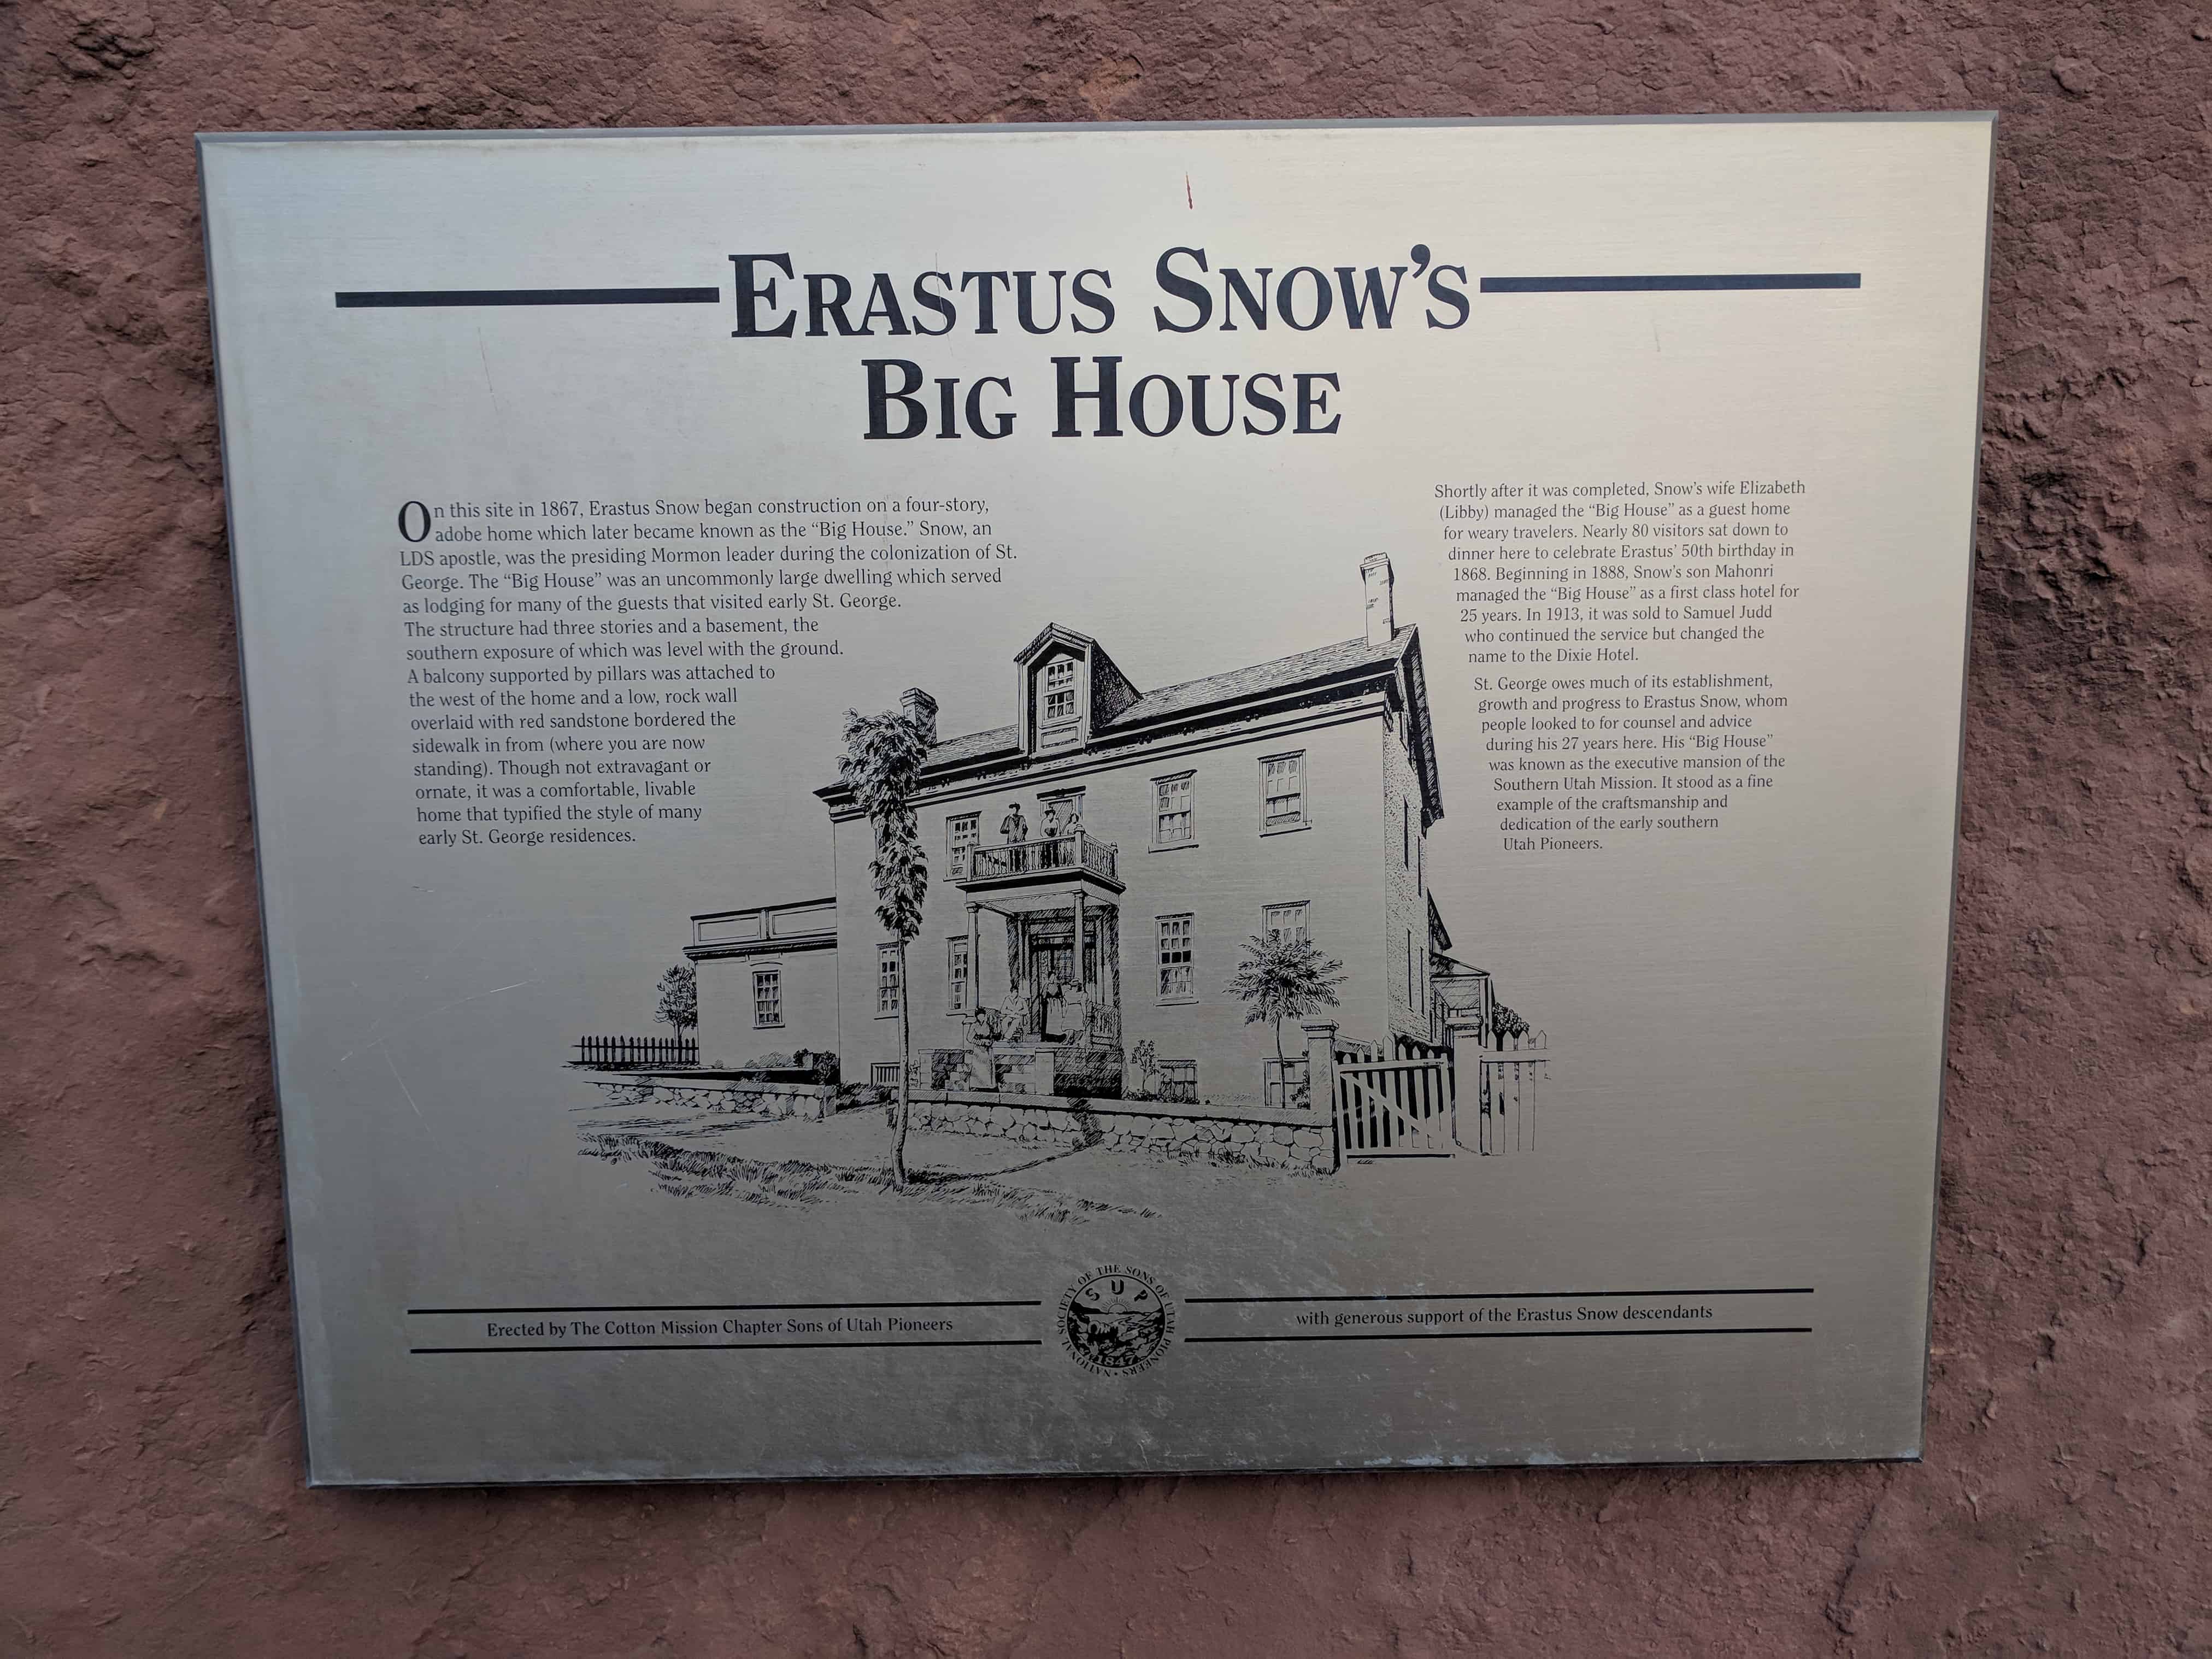 ERASTUS SNOW'S
BIG HOUSE
On this site in 1867, Erastus Snow began construction on a four-story,
adobe home which later became known as the “Big House.” Snow, an
LDS apostle, was the presiding Mormon leader during the colonization of St.
George. The “Big House” was an uncommonly large dwelling which served
as lodging for many of the guests that visited early St. George.
The structure had three stories and a basement, the
southern exposure of which was level with the ground.
A balcony supported by pillars was attached to
the west of the home and a low, rock wall
overlaid with red sandstone bordered the
sidewalk in from (where you are now
standing). Though not extravagant or
ornate, it was a comfortable, livable
home that typified the style of many
early St. George residences.
Shortly after it was completed, Snow’s wife Elizabeth
(Libby) managed the “Big House” as a guest home
for weary travelers. Nearly 80 visitors sat down to
dinner here to celebrate Erastus’ 50th birthday in
1868. Beginning in 1888, Snow’s son Mahonri
managed the “Big House” as a first class hotel for
25 years. In 1913, it was sold to Samuel Judd
who continued the service but changed the
name to the Dixie Hotel.
St. George owes much of its establishment,
growth and progress to Erastus Snow, whom
people looked to for counsel and advice
during his 27 years here. His “Big House”
was known as the executive mansion of the
Southern Utah Mission. It stood as a fine
example of the craftsmanship and
dedication of the early southern
Utah Pioneers.
Erected by The Cotton Mission Chapter Sons of Utah Pioneers
NATIONAL SOCIETY OF THE SONS OF UTAH PIONEERS
SUP
1847
with generous support of the Erastus Snow descendants